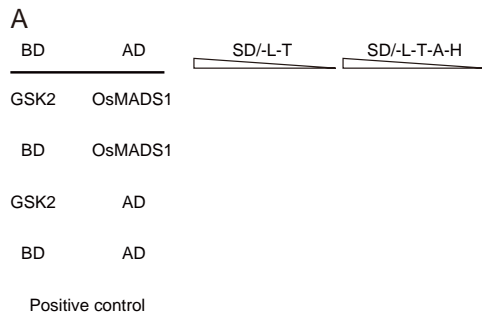 A
BD AD SD/-L-T SD/-L-T-A-H
GSK2 OsMADS1
BD OsMADS1
GSK2 AD
BD AD
Positive control